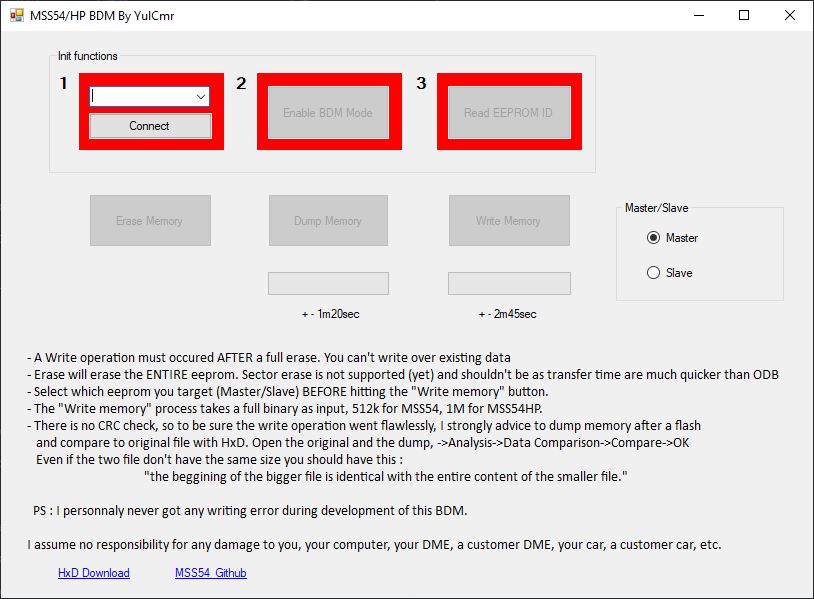 MSS54/HP BDM By YulCmr
Init functions
1 2 3
Connect
Enable BDM Mode
Read EEPROM ID
Erase Memory
Dump Memory
Write Memory
Master/Slave
Master
Slave
+ - 1m20sec
+ - 2m45sec
- A Write operation must occured AFTER a full erase. You can't write over existing data
- Erase will erase the ENTIRE eeprom. Sector erase is not supported (yet) and shouldn't be as transfer time are much quicker than ODB
- Select which eeprom you target (Master/Slave) BEFORE hitting the "Write memory" button.
- The "Write memory" process takes a full binary as input, 512k for MSS54, 1M for MSS54HP.
- There is no CRC check, so to be sure the write operation went flawlessly, I strongly advice to dump memory after a flash
and compare to original file with HxD. Open the original and the dump, ->Analysis->Data Comparison->Compare->OK
Even if the two file don't have the same size you should have this :
"the beggining of the bigger file is identical with the entire content of the smaller file."
PS : I personnaly never got any writing error during development of this BDM.
I assume no responsibility for any damage to you, your computer, your DME, a customer DME, your car, a customer car, etc.
HxD Download
MSS54 Github